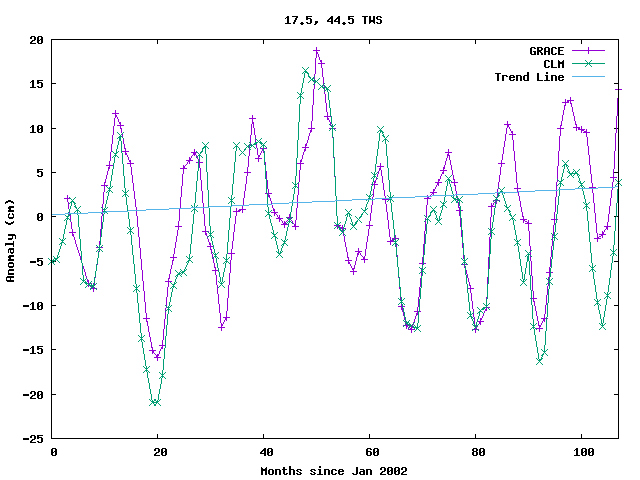 17.5, 44.5 TWS
GRACE
CLM
Trend Line
20
15
10
5
0
-5
-10
-15
-20
-25
Anomaly (cm)
0 20 40 60 80 100
Months since Jan 2002